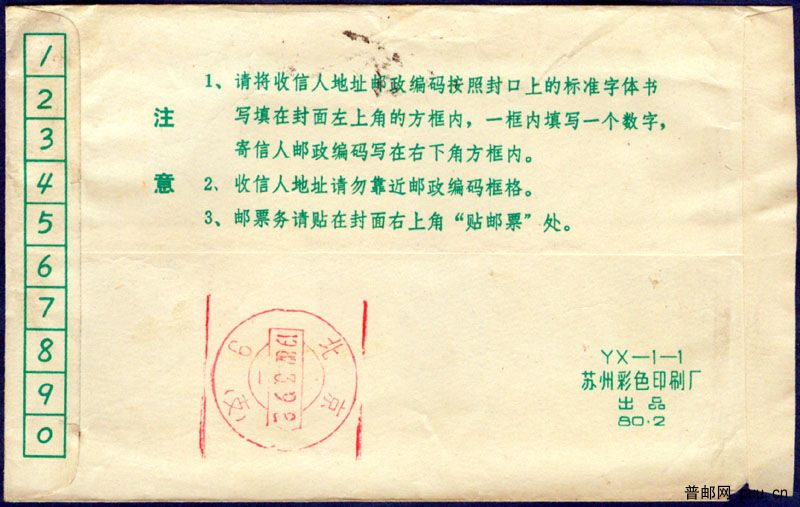 1
2
3
4
5
6
7
8
9
0
注
意
1、请将收信人地址邮政编码按照封口上的标准字体书
写填在封面左上角的方框内，一框内填写一个数字，
寄信人邮政编码写在右下角方框内。
2、收信人地址请勿靠近邮政编码框格。
3、邮票务请贴在封面右上角“贴邮票”处。
北京
YX—1—1
苏州彩色印刷厂
出品
80·2
普邮网 p.cu.cn